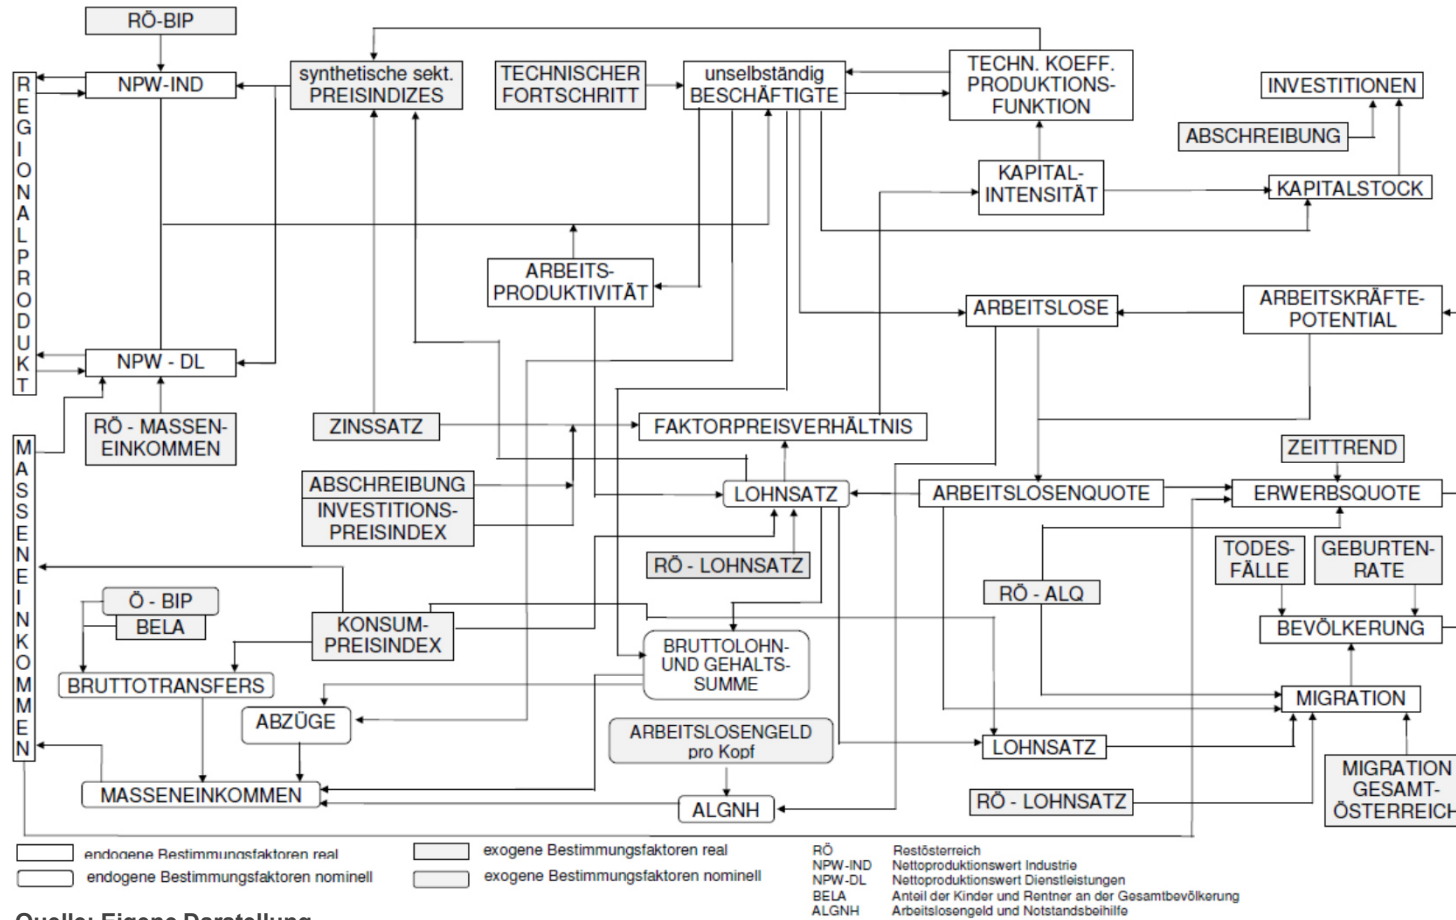 RÖ-BIP
REGIONALPRODUKT
NPW-IND
synthetische sekt.
PREISINDIZES
TECHNISCHER
FORTSCHRITT
unselbständig
BESCHÄFTIGTE
TECHN. KOEFF.
PRODUKTIONS-
FUNKTION
INVESTITIONEN
ABSCHREIBUNG
KAPITAL-
INTENSITÄT
KAPITALSTOCK
ARBEITS-
PRODUKTIVITÄT
ARBEITSLOSE
ARBEITSKRÄFTE-
POTENTIAL
NPW - DL
RÖ - MASSEN-
EINKOMMEN
ZINSSATZ
FAKTORPREISVERHÄLTNIS
MASSENEINKOMMEN
ZEITTREND
ABSCHREIBUNG
INVESTITIONS-
PREISINDEX
LOHNSATZ
ARBEITSLOSENQUOTE
ERWERBSQUOTE
RÖ - LOHNSATZ
TODES-
FÄLLE
GEBURTEN-
RATE
RÖ - ALQ
Ö - BIP
BELA
KONSUM-
PREISINDEX
BEVÖLKERUNG
BRUTTOLOHN-
UND GEHALTS-
SUMME
BRUTTOTRANSFERS
MIGRATION
ABZÜGE
ARBEITSLOSENGELD
pro Kopf
LOHNSATZ
MIGRATION
GESAMT-
ÖSTERREICH
MASSENEINKOMMEN
ALGNH
RÖ - LOHNSATZ
endogene Bestimmungsfaktoren real
endogene Bestimmungsfaktoren nominell
exogene Bestimmungsfaktoren real
exogene Bestimmungsfaktoren nominell
RÖ Restösterreich
NPW-IND Nettoproduktionswert Industrie
NPW-DL Nettoproduktionswert Dienstleistungen
BELA Anteil der Kinder und Rentner an der Gesamtbevölkerung
ALGNH Arbeitslosengeld und Notstandsbeihilfe
Quelle: Eigene Darstellung